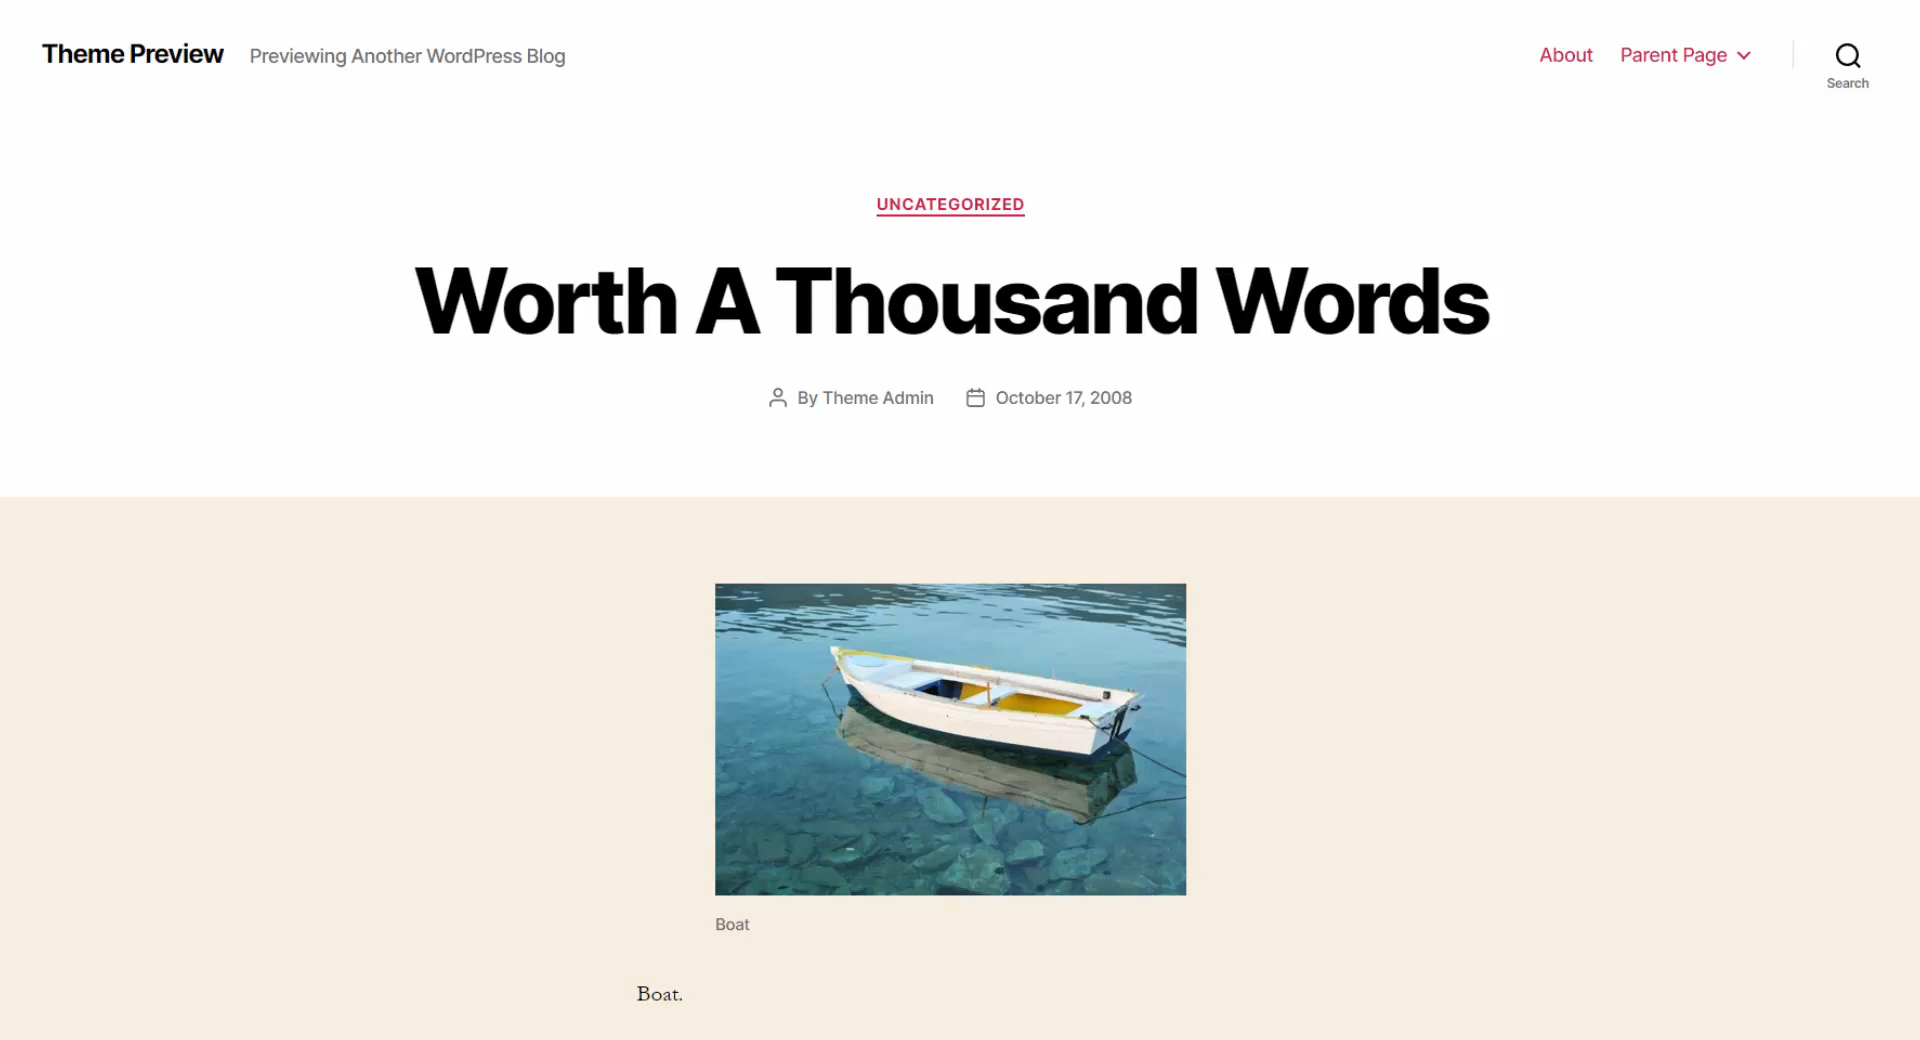 Theme Preview Previewing Another WordPress Blog About Parent Page
Search
UNCATEGORIZED
Worth A Thousand Words
By Theme Admin October 17, 2008
Boat
Boat.